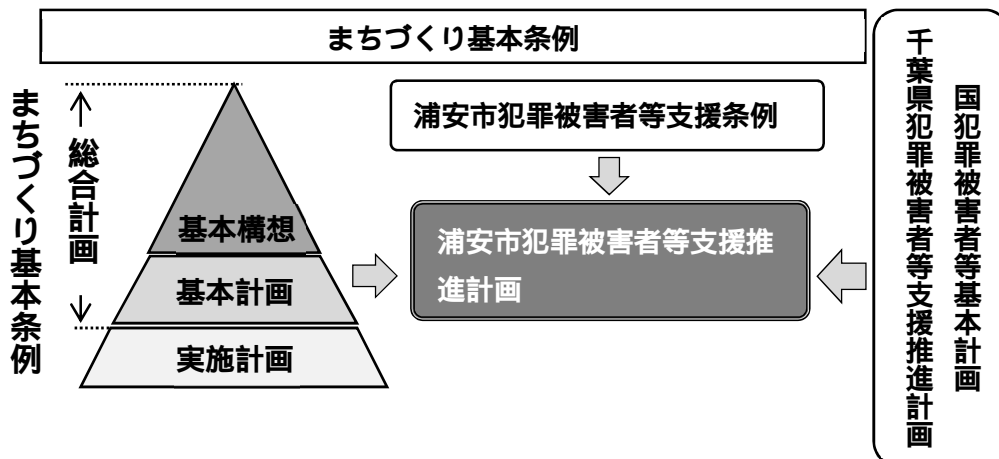 まちづくり基本条例
まちづくり基本条例
総合計画
基本構想
基本計画
実施計画
浦安市犯罪被害者等支援条例
浦安市犯罪被害者等支援推
進計画
国犯罪被害者等基本計画
千葉県犯罪被害者等支援推進計画